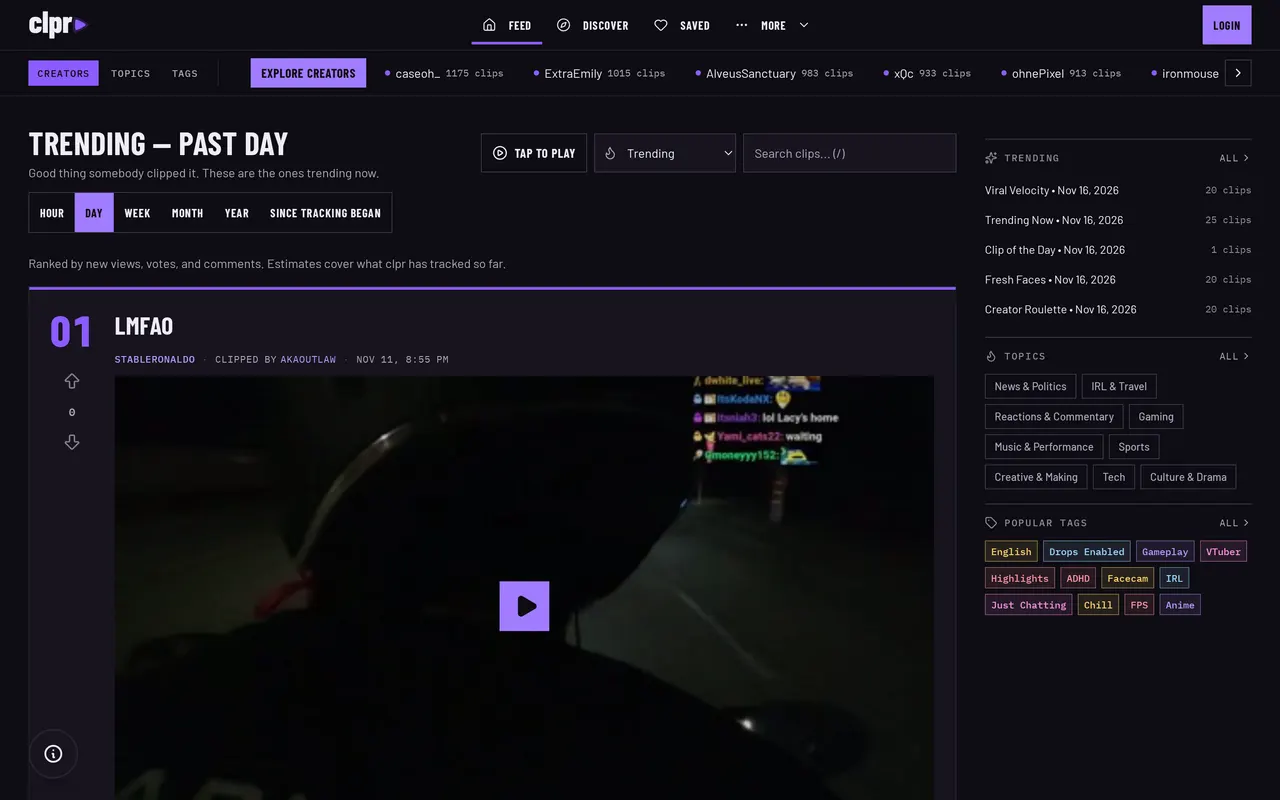 clpr
FEED
DISCOVER
SAVED
MORE
LOGIN
CREATORS
TOPICS
TAGS
EXPLORE CREATORS
caseoh_ 1175 clips
ExtraEmily 1015 clips
AlveusSanctuary 983 clips
xQc 933 clips
ohnePixel 913 clips
ironmouse
TRENDING — PAST DAY
Good thing somebody clipped it. These are the ones trending now.
TAP TO PLAY
Trending
Search clips... (/)
HOUR
DAY
WEEK
MONTH
YEAR
SINCE TRACKING BEGAN
Ranked by new views, votes, and comments. Estimates cover what clpr has tracked so far.
01
LMFAO
STABLERONALDO · CLIPPED BY AKAOUTLAW · NOV 11, 8:55 PM
0
dwhite_live:
ItsKodaNX:
itsniah3: lol Lacy's home
Yami_cats22: waiting
Gmoneyyy152:
TRENDING
ALL
Viral Velocity • Nov 16, 2026 20 clips
Trending Now • Nov 16, 2026 25 clips
Clip of the Day • Nov 16, 2026 1 clips
Fresh Faces • Nov 16, 2026 20 clips
Creator Roulette • Nov 16, 2026 20 clips
TOPICS
ALL
News & Politics
IRL & Travel
Reactions & Commentary
Gaming
Music & Performance
Sports
Creative & Making
Tech
Culture & Drama
POPULAR TAGS
ALL
English
Drops Enabled
Gameplay
VTuber
Highlights
ADHD
Facecam
IRL
Just Chatting
Chill
FPS
Anime